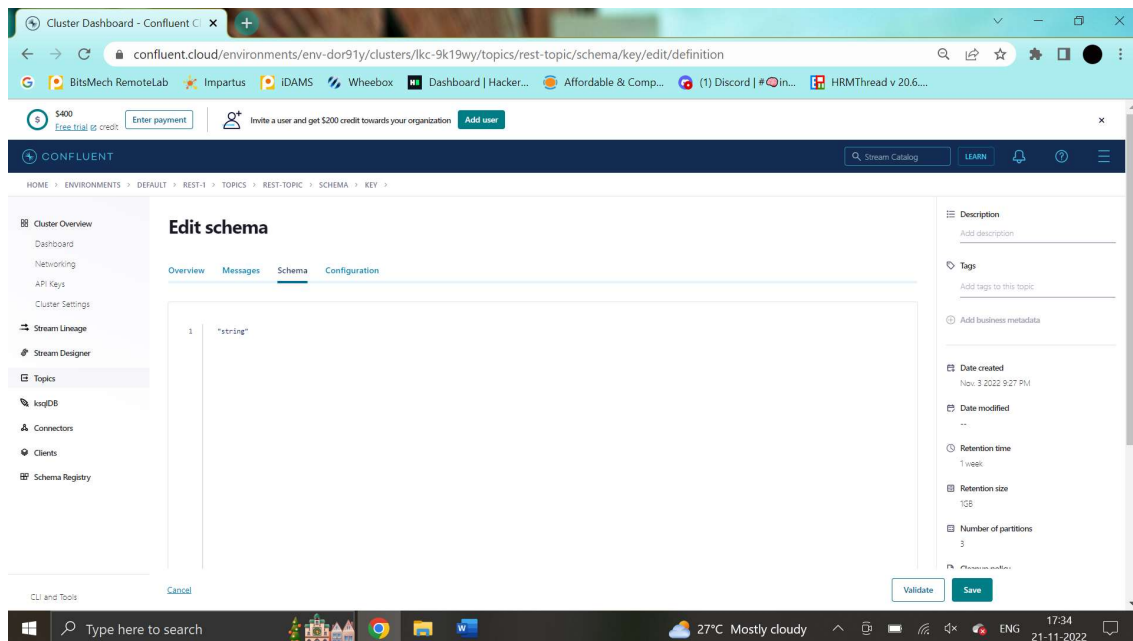 Cluster Dashboard - Confluent Cl
confluent.cloud/environments/env-dor91y/clusters/lkc-9k19wy/topics/rest-topic/schema/key/edit/definition
BitsMech RemoteLab
Impartus
iDAMS
Wheebox
Dashboard | Hacker...
Affordable & Comp...
(1) Discord | #🗨in...
HRMThread v 20.6....
$400
Free trial credit
Enter payment
Invite a user and get $200 credit towards your organization
Add user
CONFLUENT
Stream Catalog
LEARN
HOME > ENVIRONMENTS > DEFAULT > REST-1 > TOPICS > REST-TOPIC > SCHEMA > KEY >
Cluster Overview
Dashboard
Networking
API Keys
Cluster Settings
Stream Lineage
Stream Designer
Topics
ksqlDB
Connectors
Clients
Schema Registry
CLI and Tools
Edit schema
Overview Messages Schema Configuration
1 "string"
Cancel
Validate
Save
Description
Add description
Tags
Add tags to this topic
Add business metadata
Date created
Nov. 3 2022 9:27 PM
Date modified
--
Retention time
1 week
Retention size
1GB
Number of partitions
3
Cleanup policy
Type here to search
27°C Mostly cloudy
ENG
17:34
21-11-2022